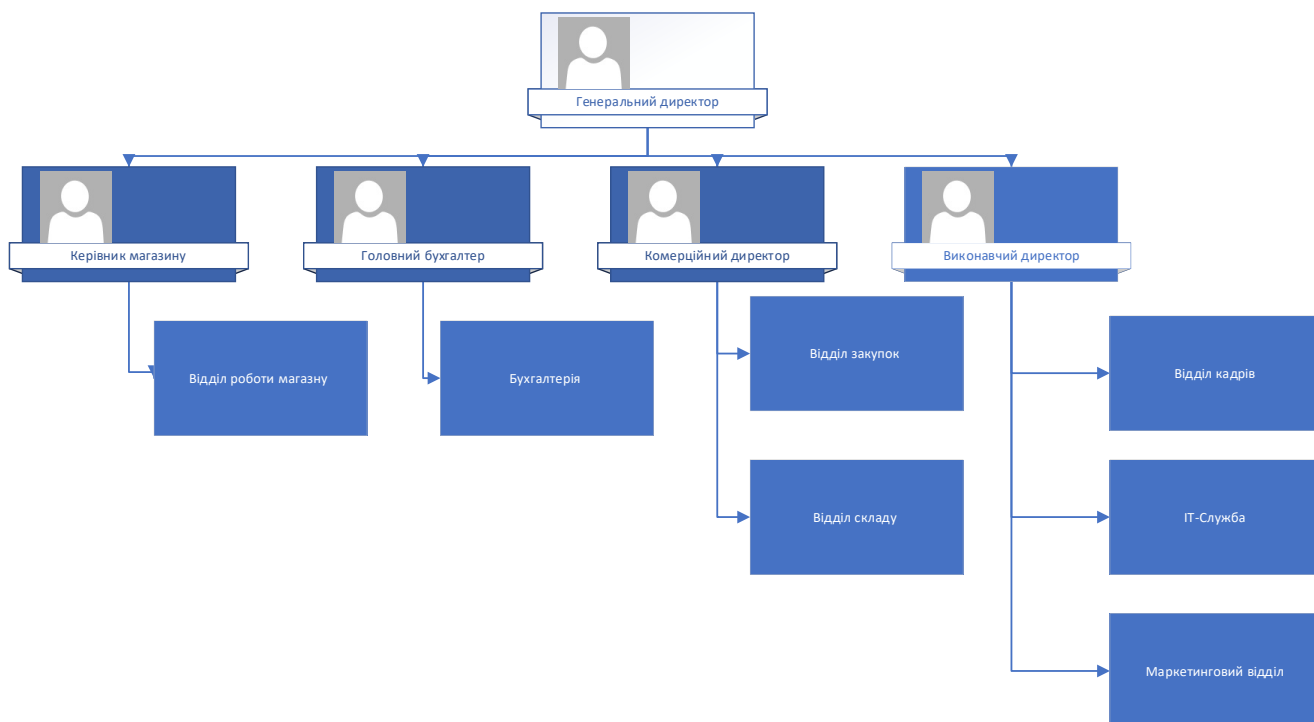 Генеральний директор
Керівник магазину
Головний бухгалтер
Комерційний директор
Виконавчий директор
Відділ роботи магазну
Бухгалтерія
Відділ закупок
Відділ кадрів
Відділ складу
ІТ-Служба
Маркетинговий відділ